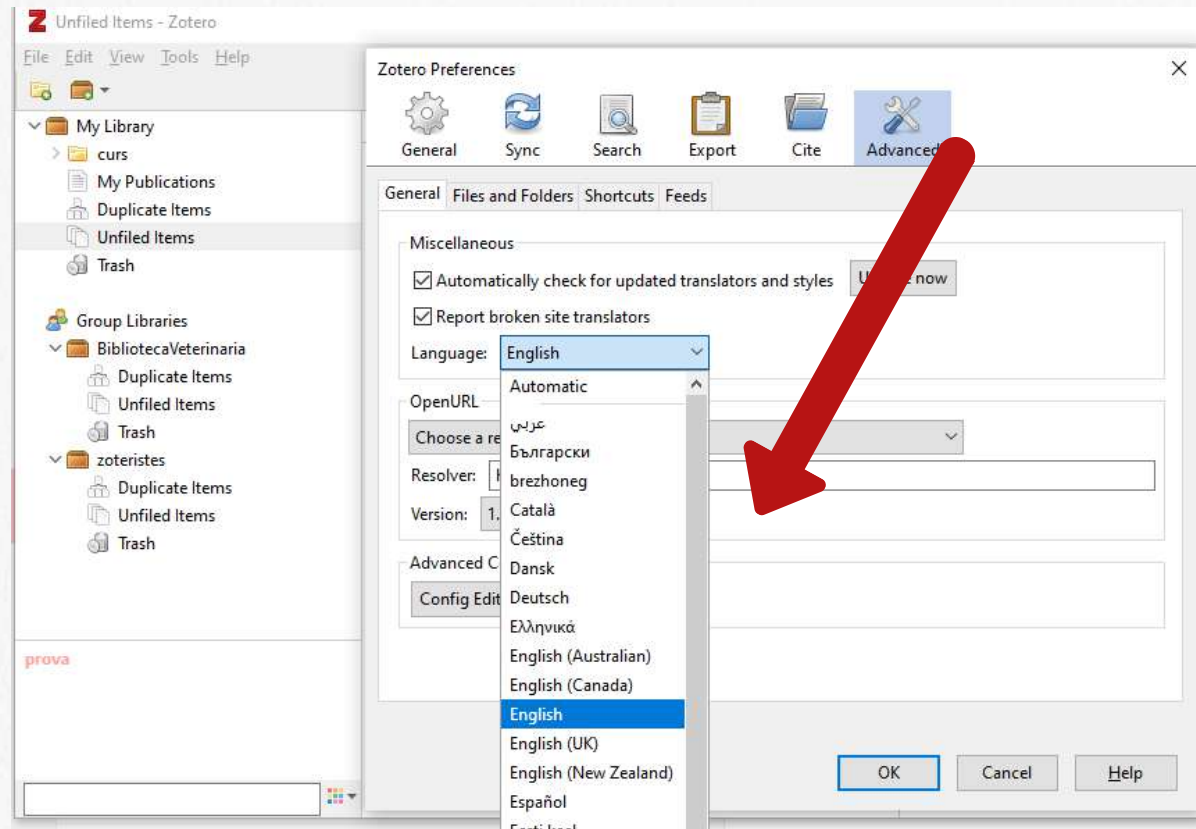 Unfiled Items - Zotero
File Edit View Tools Help
My Library
curs
My Publications
Duplicate Items
Unfiled Items
Trash
Group Libraries
BibliotecaVeterinaria
Duplicate Items
Unfiled Items
Trash
zoteristes
Duplicate Items
Unfiled Items
Trash
prova
Zotero Preferences
General Sync Search Export Cite Advanced
General Files and Folders Shortcuts Feeds
Miscellaneous
Automatically check for updated translators and styles
now
Report broken site translators
Language: English
Automatic
عربي
Български
brezhoneg
Català
Čeština
Dansk
Deutsch
Ελληνικά
English (Australian)
English (Canada)
English
English (UK)
English (New Zealand)
Español
OpenURL
Choose a
Resolver:
Version: 1.
Advanced
Config
OK Cancel Help